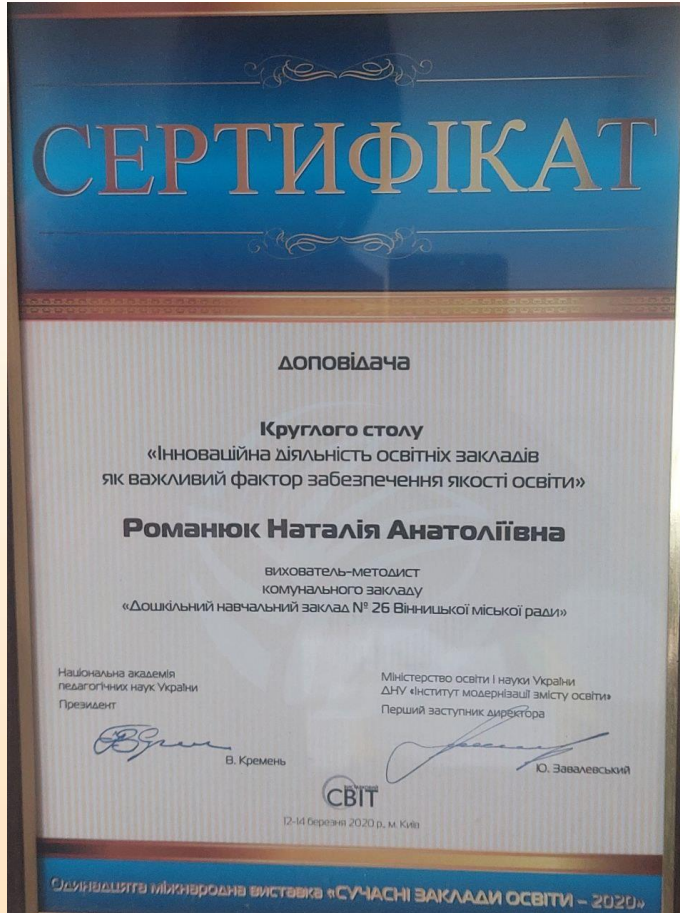 СЕРТИФІКАТ
доповідача
Круглого столу
«Інноваційна діяльність освітніх закладів
як важливий фактор забезпечення якості освіти»
Романюк Наталія Анатоліївна
вихователь-методист
комунального закладу
«Дошкільний навчальний заклад № 26 Вінницької міської ради»
Національна академія
педагогічних наук України
Президент
В. Кремень
Міністерство освіти і науки України
ДНУ «Інститут модернізації змісту освіти»
Перший заступник директора
Ю. Завалевський
СВІТ
12-14 березня 2020 р., м. Київ
Одинадцята міжнародна виставка «СУЧАСНІ ЗАКЛАДИ ОСВІТИ – 2020»